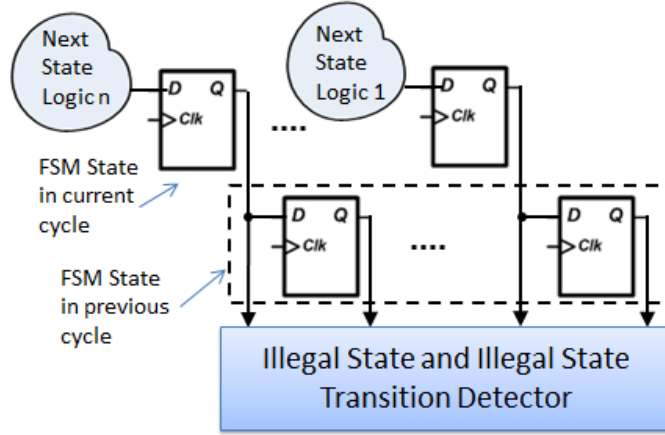 Next
State
Logic n
D Q
Clk
....
Next
State
Logic 1
D Q
Clk
FSM State
in current
cycle
D Q
Clk
....
D Q
Clk
FSM State
in previous
cycle
Illegal State and Illegal State
Transition Detector